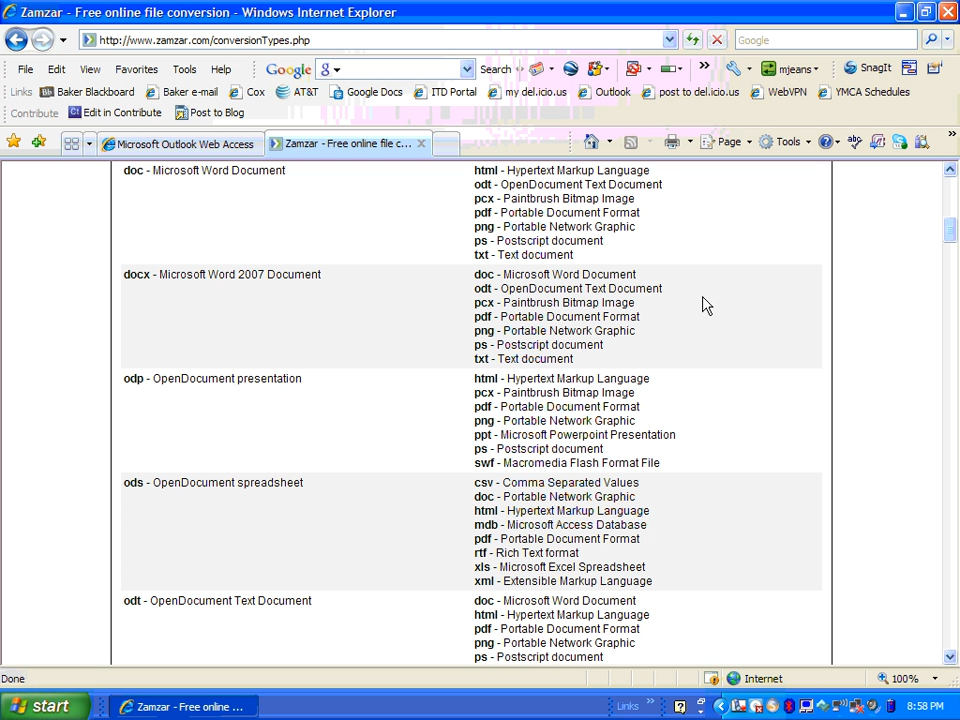 Zamzar - Free online file conversion - Windows Internet Explorer
http://www.zamzar.com/conversionTypes.php
Google
File Edit View Favorites Tools Help
Google Search mjeans SnagIt
Links Baker Blackboard Baker e-mail Cox AT&T Google Docs ITD Portal my del.icio.us Outlook post to del.icio.us WebVPN YMCA Schedules
Contribute Edit in Contribute Post to Blog
Microsoft Outlook Web Access Zamzar - Free online file c... Page Tools
doc - Microsoft Word Document
html - Hypertext Markup Language
odt - OpenDocument Text Document
pcx - Paintbrush Bitmap Image
pdf - Portable Document Format
png - Portable Network Graphic
ps - Postscript document
txt - Text document
docx - Microsoft Word 2007 Document
doc - Microsoft Word Document
odt - OpenDocument Text Document
pcx - Paintbrush Bitmap Image
pdf - Portable Document Format
png - Portable Network Graphic
ps - Postscript document
txt - Text document
odp - OpenDocument presentation
html - Hypertext Markup Language
pcx - Paintbrush Bitmap Image
pdf - Portable Document Format
png - Portable Network Graphic
ppt - Microsoft Powerpoint Presentation
ps - Postscript document
swf - Macromedia Flash Format File
ods - OpenDocument spreadsheet
csv - Comma Separated Values
doc - Portable Network Graphic
html - Hypertext Markup Language
mdb - Microsoft Access Database
pdf - Portable Document Format
rtf - Rich Text format
xls - Microsoft Excel Spreadsheet
xml - Extensible Markup Language
odt - OpenDocument Text Document
doc - Microsoft Word Document
html - Hypertext Markup Language
pdf - Portable Document Format
png - Portable Network Graphic
ps - Postscript document
Done Internet 100%
start Zamzar - Free online ... Links 8:58 PM